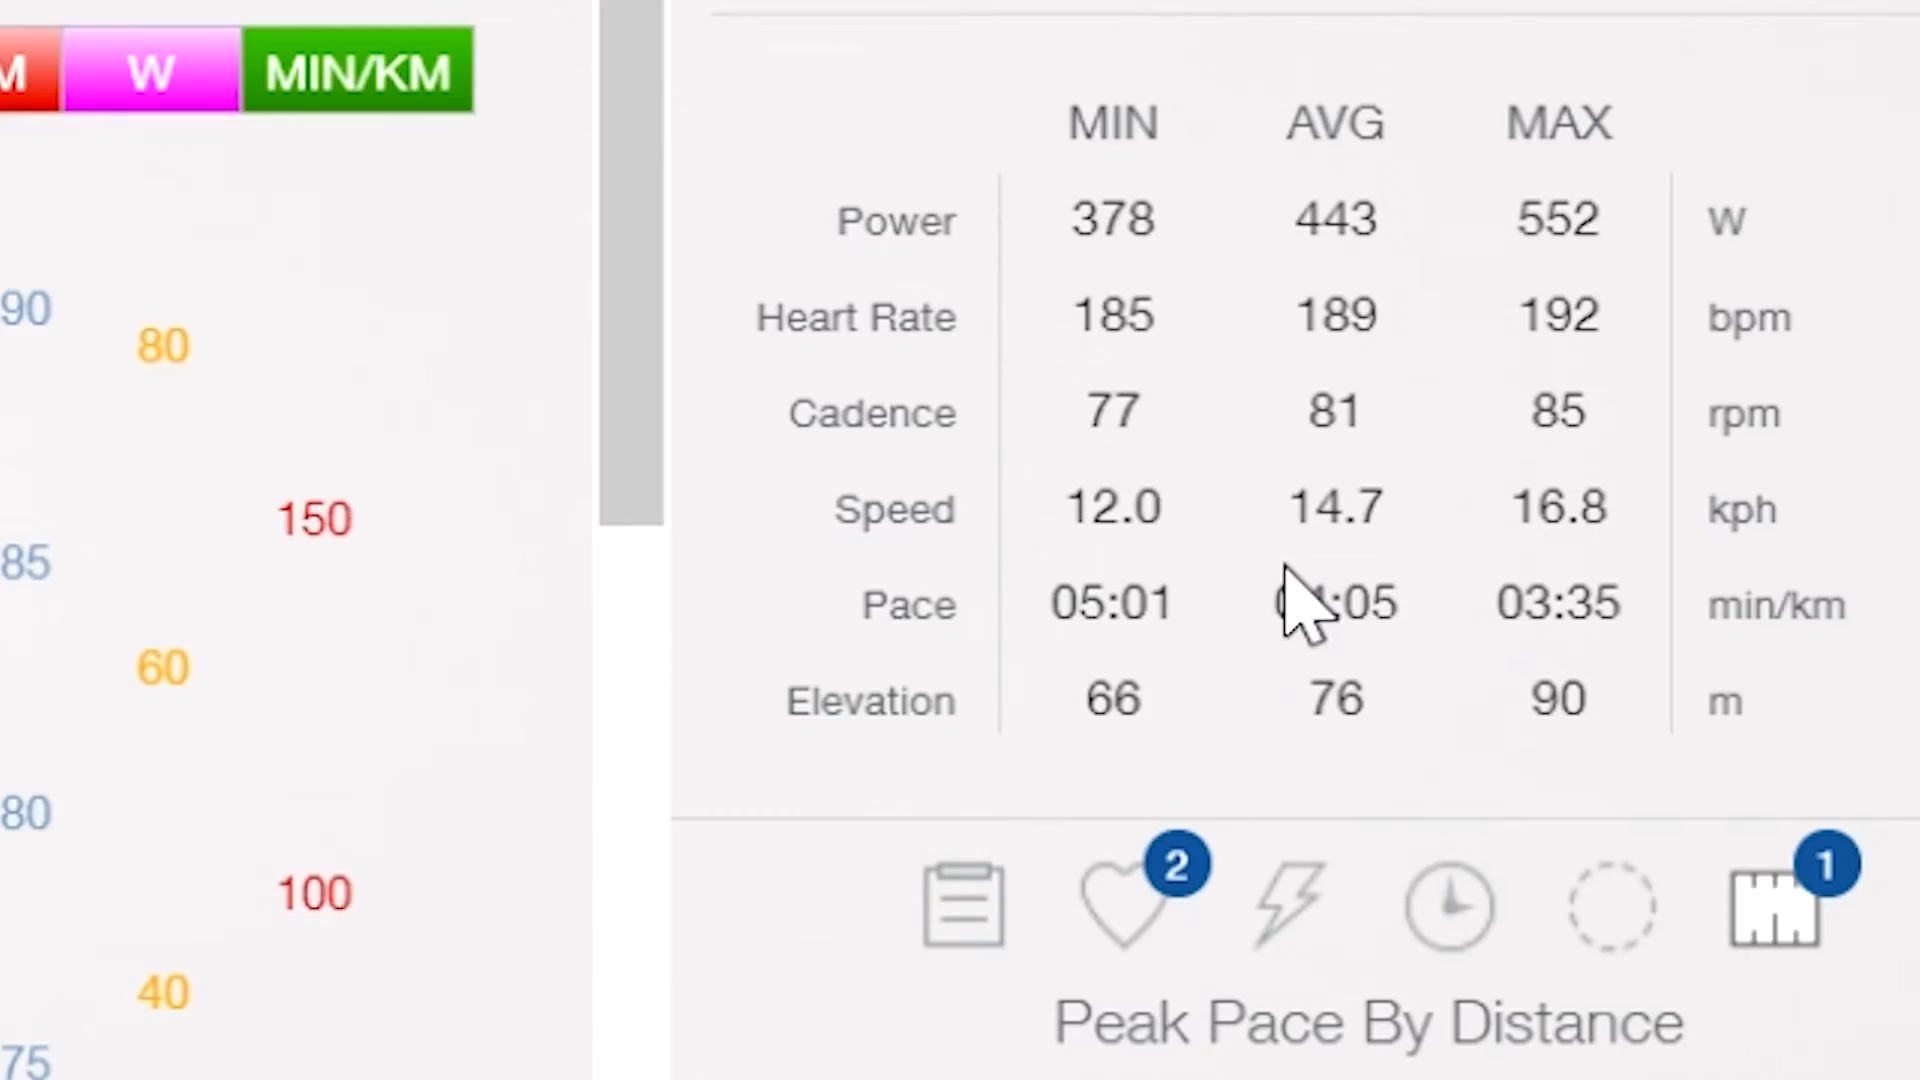 M W MIN/KM
MIN AVG MAX
Power 378 443 552 W
Heart Rate 185 189 192 bpm
Cadence 77 81 85 rpm
Speed 12.0 14.7 16.8 kph
Pace 05:01 :05 03:35 min/km
Elevation 66 76 90 m
90
80
150
85
60
80
100
40
75
2
1
Peak Pace By Distance